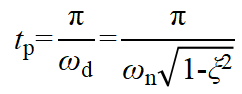 t_p = π/ω_d = π/(ω_n√(1-ξ²))